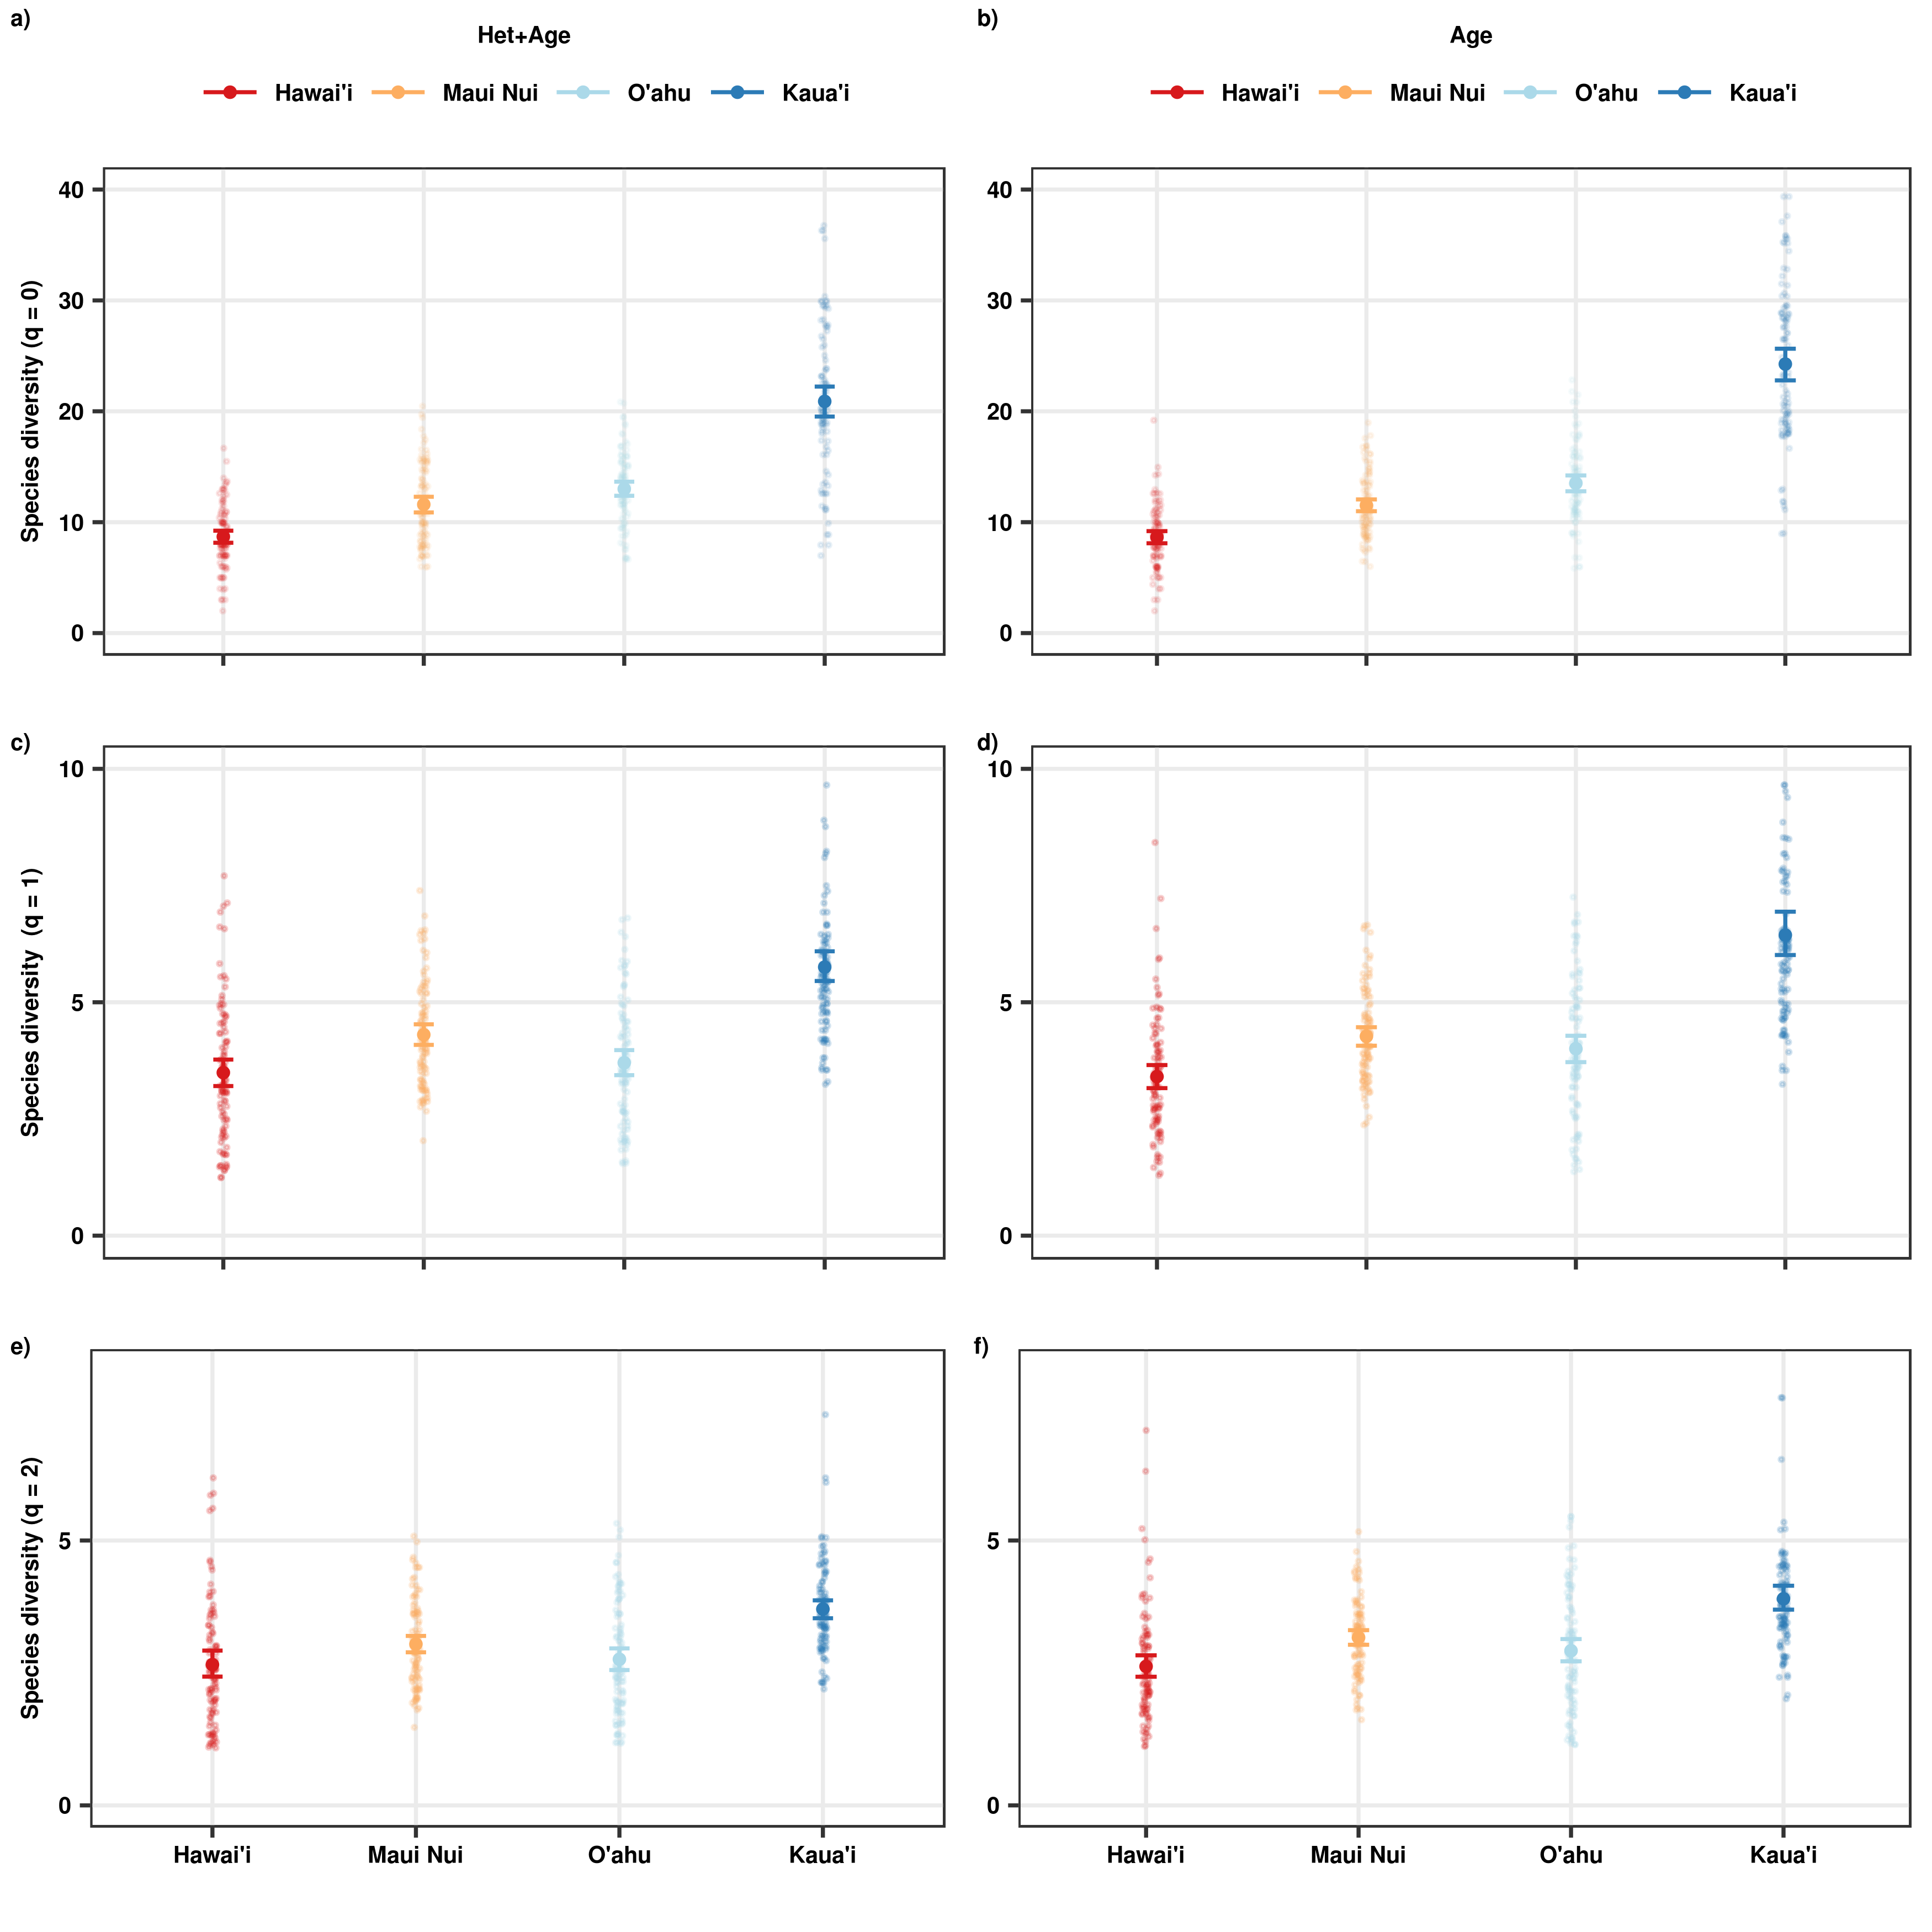 a)
Het+Age
Hawai'i Maui Nui O'ahu Kaua'i
b)
Age
Hawai'i Maui Nui O'ahu Kaua'i
Species diversity (q = 0)
40
30
20
10
0
40
30
20
10
0
c)
Species diversity (q = 1)
10
5
0
d)
10
5
0
e)
Species diversity (q = 2)
5
0
Hawai'i Maui Nui O'ahu Kaua'i
f)
5
0
Hawai'i Maui Nui O'ahu Kaua'i